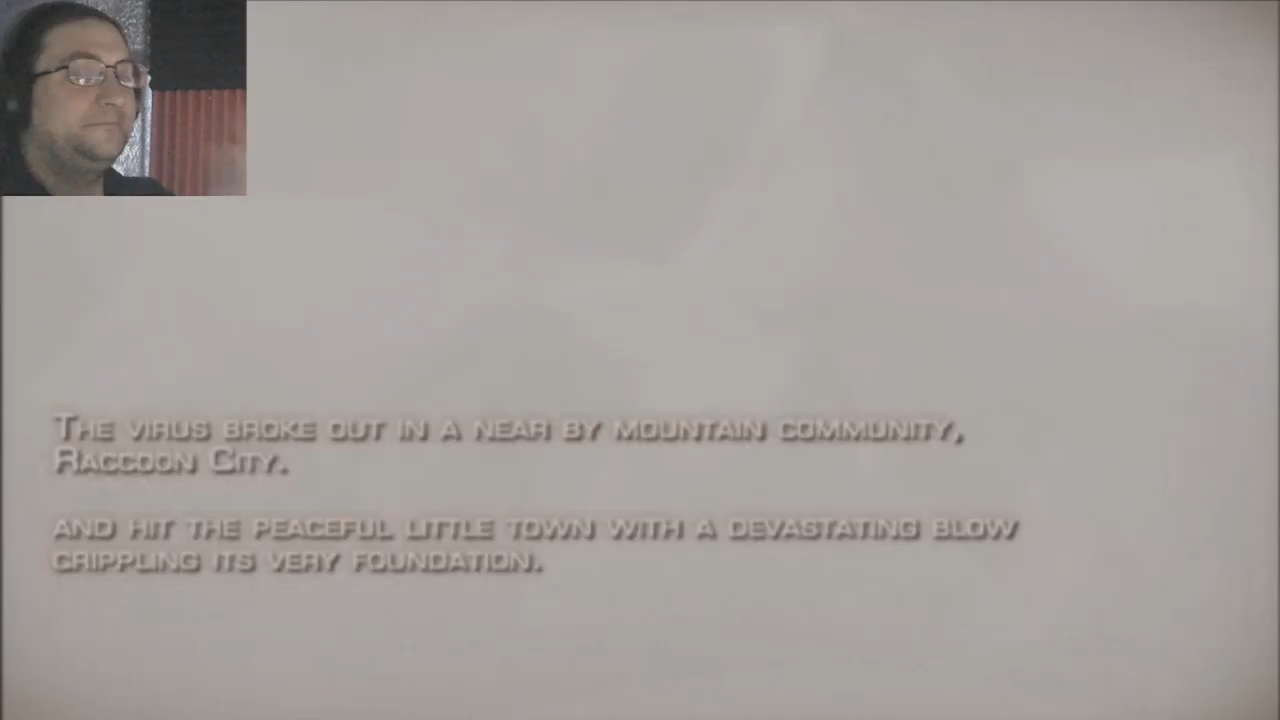 The virus broke out in a near by mountain community,
Raccoon City.
and hit the peaceful little town with a devastating blow
crippling its very foundation.